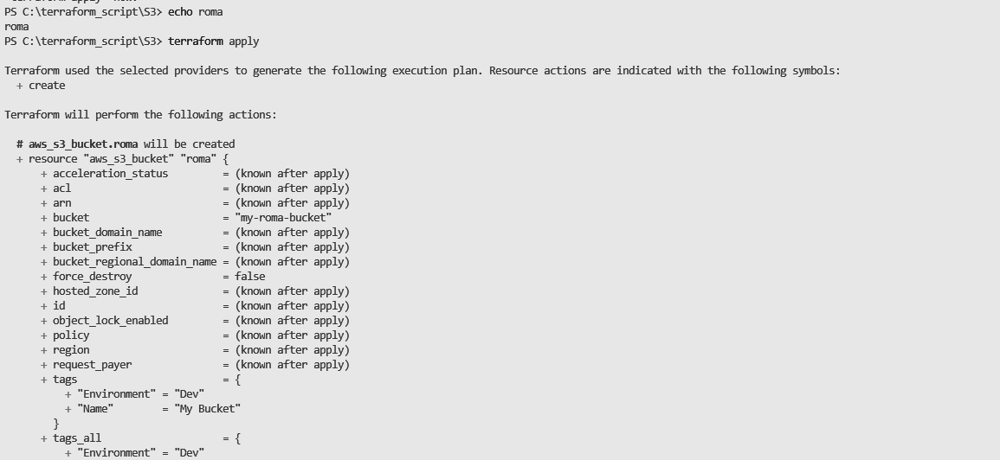 PS C:\terraform_script\S3> echo roma
roma
PS C:\terraform_script\S3> terraform apply
Terraform used the selected providers to generate the following execution plan. Resource actions are indicated with the following symbols:
  + create
Terraform will perform the following actions:
  # aws_s3_bucket.roma will be created
  + resource "aws_s3_bucket" "roma" {
      + acceleration_status         = (known after apply)
      + acl                         = (known after apply)
      + arn                         = (known after apply)
      + bucket                      = "my-roma-bucket"
      + bucket_domain_name          = (known after apply)
      + bucket_prefix               = (known after apply)
      + bucket_regional_domain_name = (known after apply)
      + force_destroy               = false
      + hosted_zone_id              = (known after apply)
      + id                          = (known after apply)
      + object_lock_enabled         = (known after apply)
      + policy                      = (known after apply)
      + region                      = (known after apply)
      + request_payer               = (known after apply)
      + tags                        = {
          + "Environment" = "Dev"
          + "Name"        = "My Bucket"
        }
      + tags_all                    = {
          + "Environment" = "Dev"